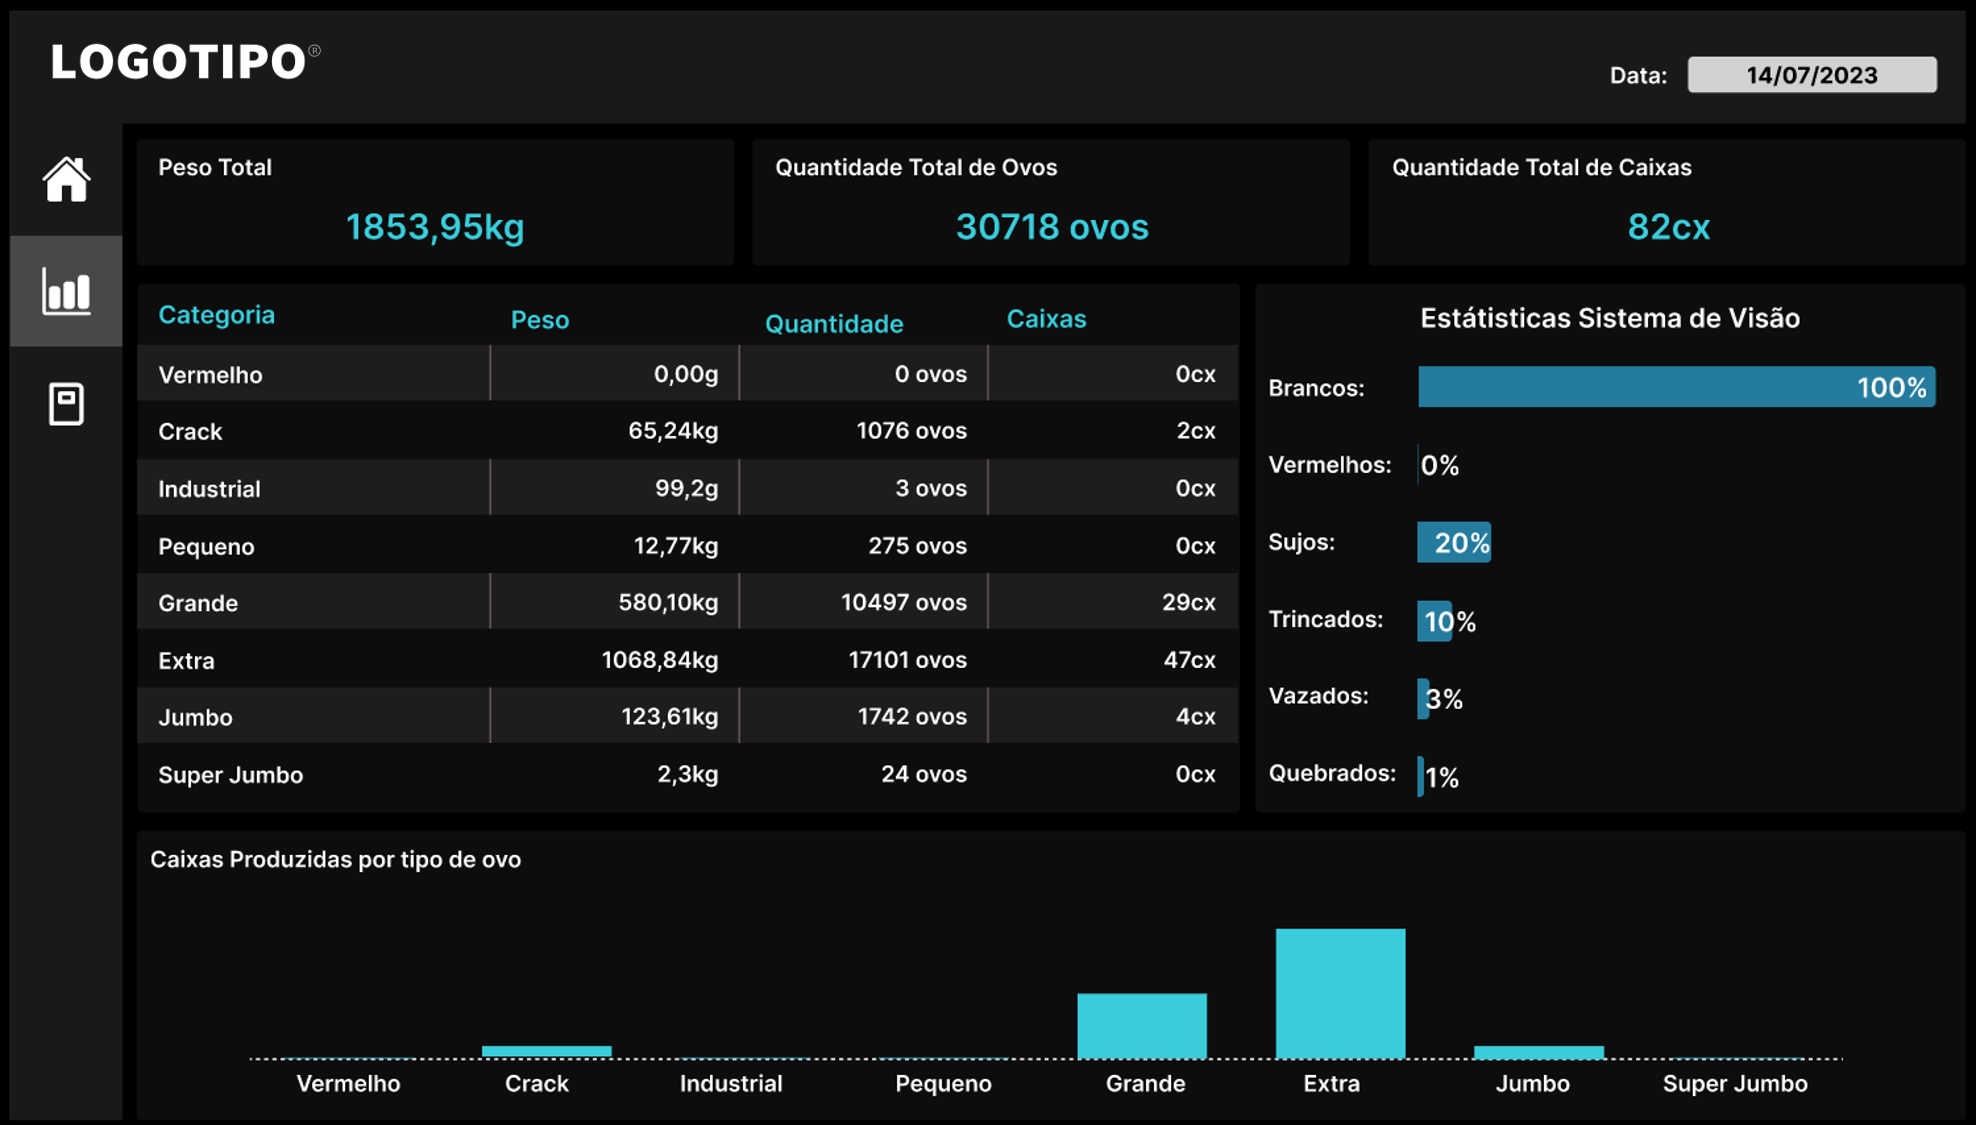 LOGOTIPO®
Data: 14/07/2023
Peso Total
1853,95kg
Quantidade Total de Ovos
30718 ovos
Quantidade Total de Caixas
82cx
Categoria Peso Quantidade Caixas
Vermelho 0,00g 0 ovos 0cx
Crack 65,24kg 1076 ovos 2cx
Industrial 99,2g 3 ovos 0cx
Pequeno 12,77kg 275 ovos 0cx
Grande 580,10kg 10497 ovos 29cx
Extra 1068,84kg 17101 ovos 47cx
Jumbo 123,61kg 1742 ovos 4cx
Super Jumbo 2,3kg 24 ovos 0cx
Estátisticas Sistema de Visão
Brancos: 100%
Vermelhos: 0%
Sujos: 20%
Trincados: 10%
Vazados: 3%
Quebrados: 1%
Caixas Produzidas por tipo de ovo
Vermelho Crack Industrial Pequeno Grande Extra Jumbo Super Jumbo